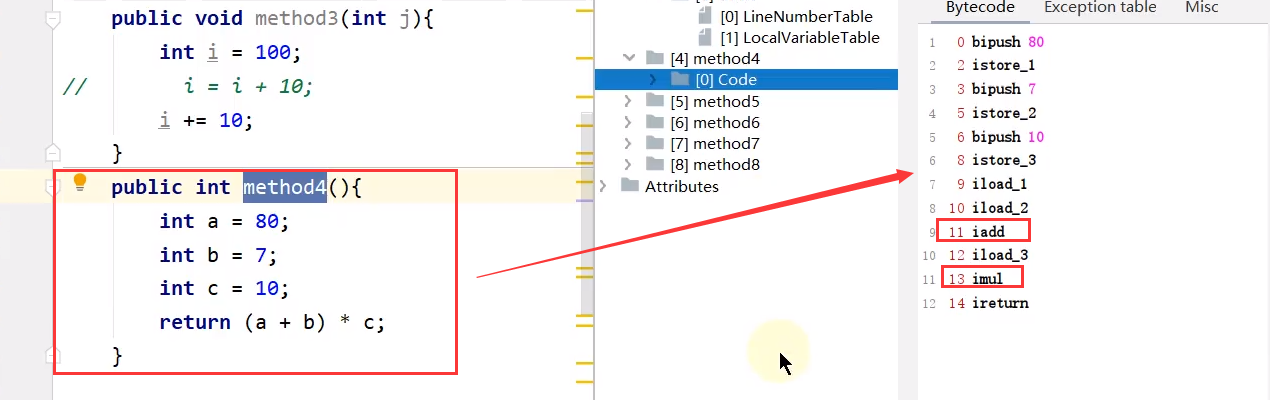 public void method3(int j){
int i = 100;
// i = i + 10;
i += 10;
}
public int method4(){
int a = 80;
int b = 7;
int c = 10;
return (a + b) * c;
}
[0] LineNumberTable
[1] LocalVariableTable
[4] method4
[0] Code
[5] method5
[6] method6
[7] method7
[8] method8
Attributes
Bytecode Exception table Misc
1 0 bipush 80
2 2 istore_1
3 3 bipush 7
4 5 istore_2
5 6 bipush 10
6 8 istore_3
7 9 iload_1
8 10 iload_2
9 11 iadd
10 12 iload_3
11 13 imul
12 14 ireturn